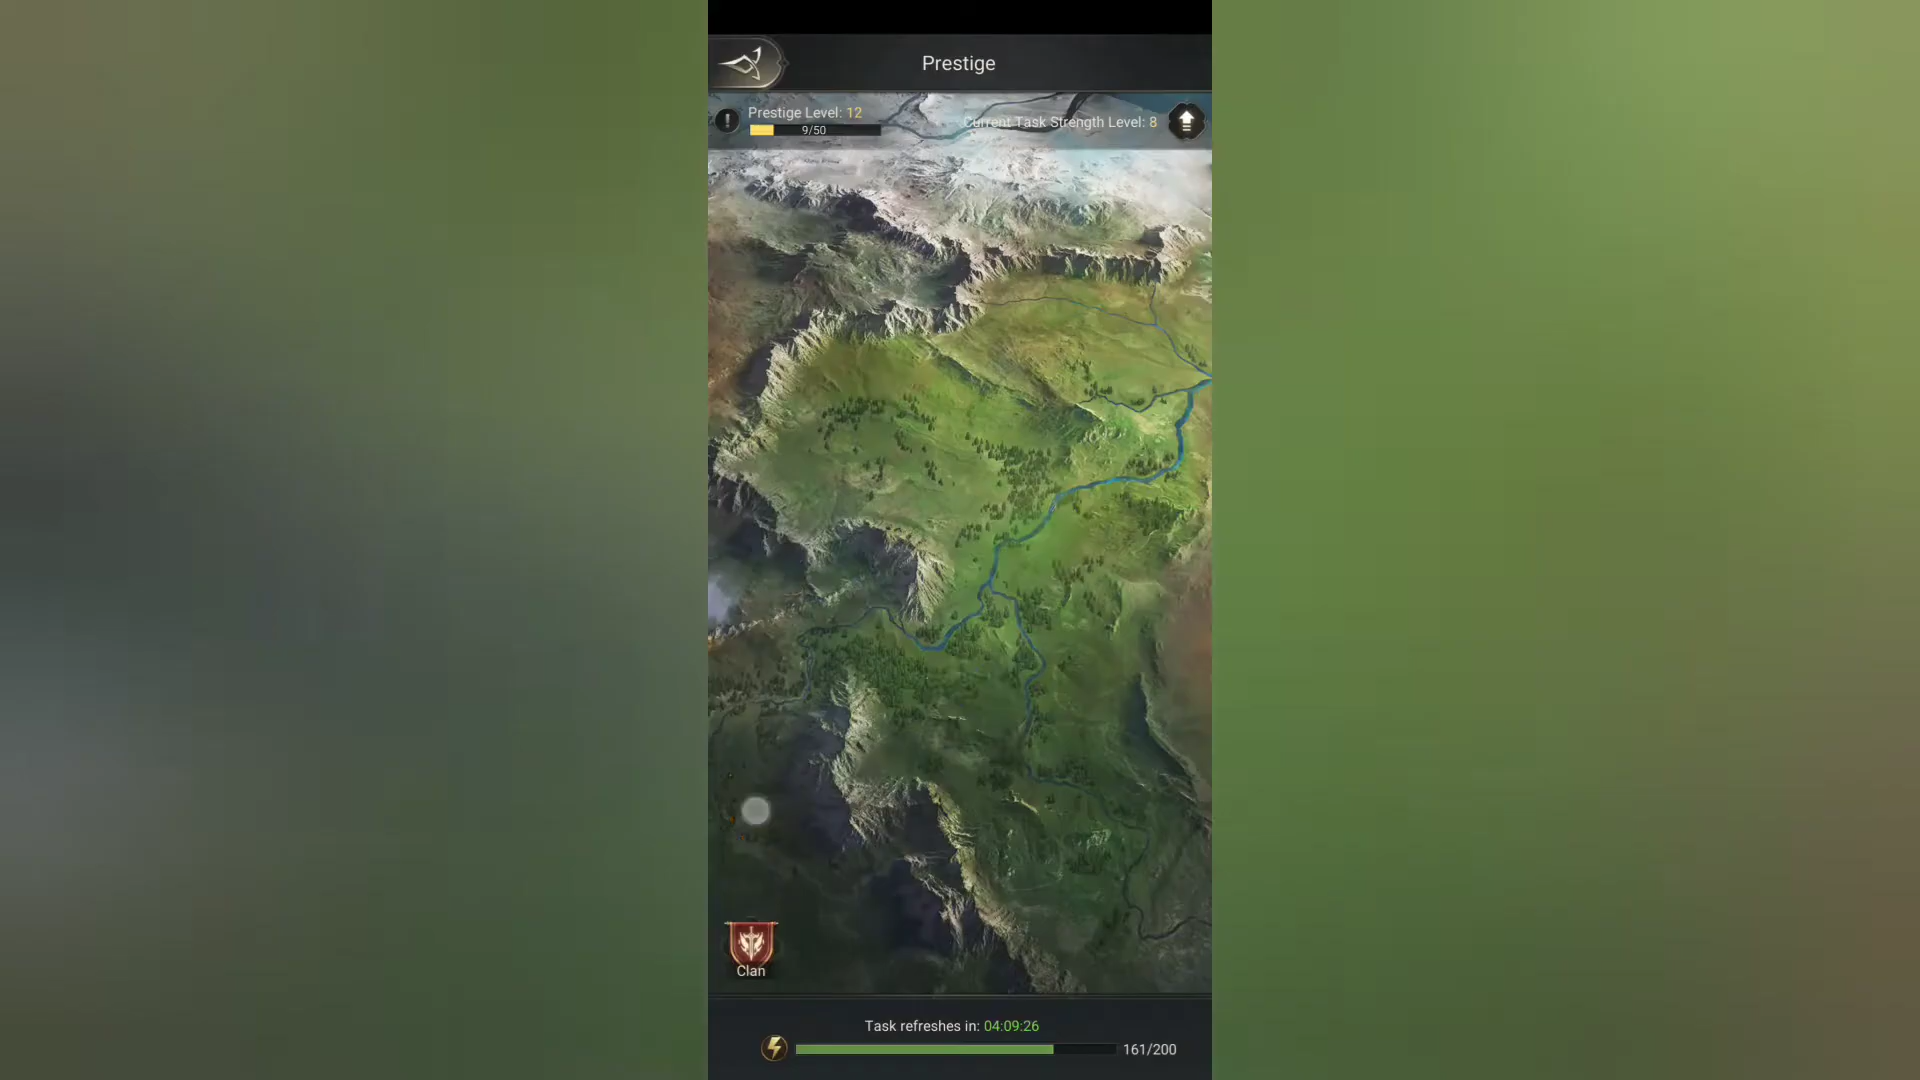 Prestige
Prestige Level: 12
9/50
Current Task Strength Level: 8
Clan
Task refreshes in: 04:09:26
161/200